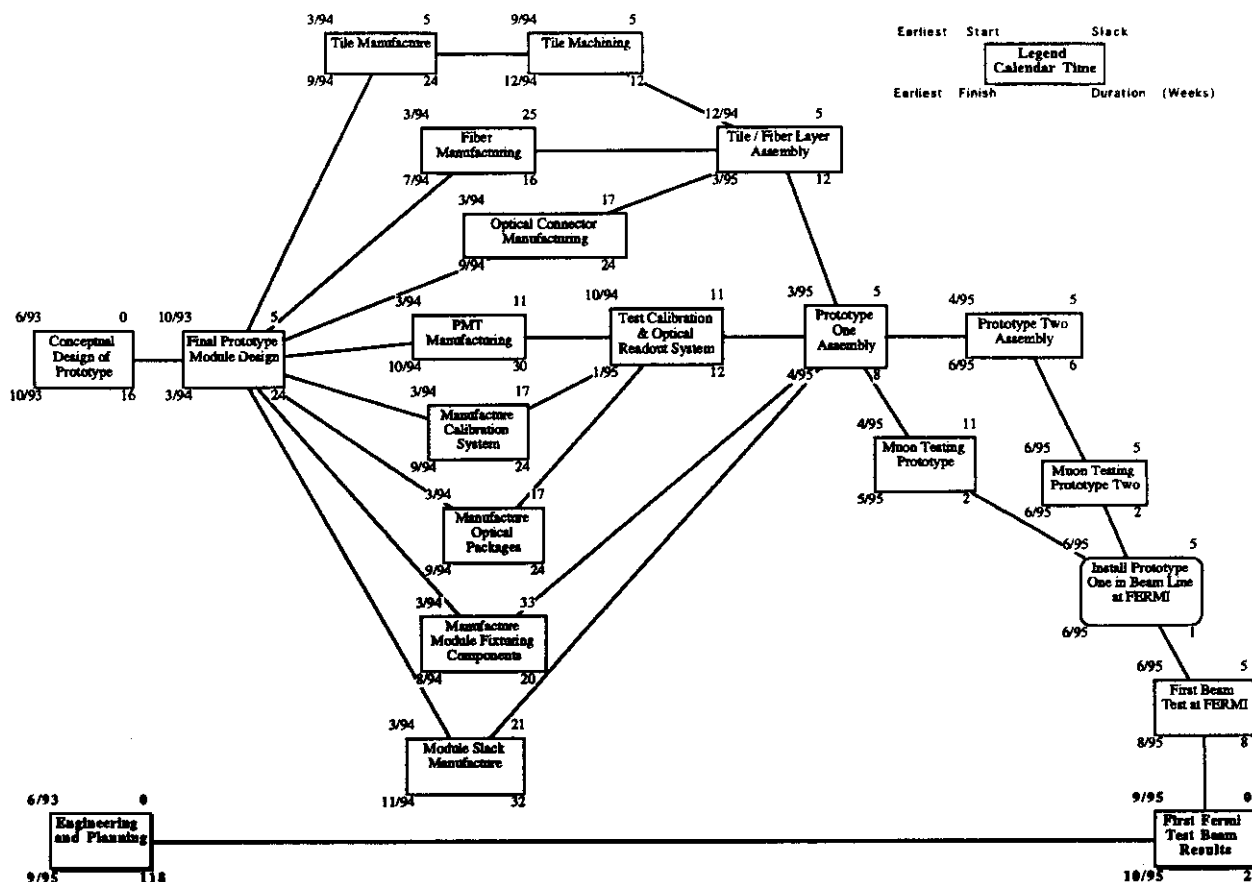 Earliest Start Slack
Legend
Calendar Time
Earliest Finish Duration (Weeks)
3/94 5
Tile Manufacture
9/94 24
9/94 5
Tile Machining
12/94 12
3/94 25
Fiber
Manufacturing
7/94 16
12/94 5
Tile / Fiber Layer
Assembly
3/95 12
3/94 17
Optical Connector
Manufacturing
9/94 24
6/93 0
Conceptual
Design of
Prototype
10/93 16
10/93 5
Final Prototype
Module Design
3/94 24
3/94 11
PMT
Manufacturing
10/94 30
10/94 11
Test Calibration
& Optical
Readout System
1/95 12
3/95 5
Prototype
One
Assembly
4/95 8
4/95 5
Prototype Two
Assembly
6/95 6
3/94 17
Manufacture
Calibration
System
9/94 24
4/95 11
Muon Testing
Prototype
5/95 2
6/95 5
Muon Testing
Prototype Two
6/95 2
3/94 17
Manufacture
Optical
Packages
9/94 24
6/95 5
Install Prototype
One in Beam Line
at FERMI
6/95 1
3/94 33
Manufacture
Module Fixturing
Components
8/94 20
6/95 5
First Beam
Test at FERMI
8/95 8
3/94 21
Module Slack
Manufacture
11/94 32
6/93 0
Engineering
and Planning
9/95 118
9/95 0
First Fermi
Test Beam
Results
10/95 2